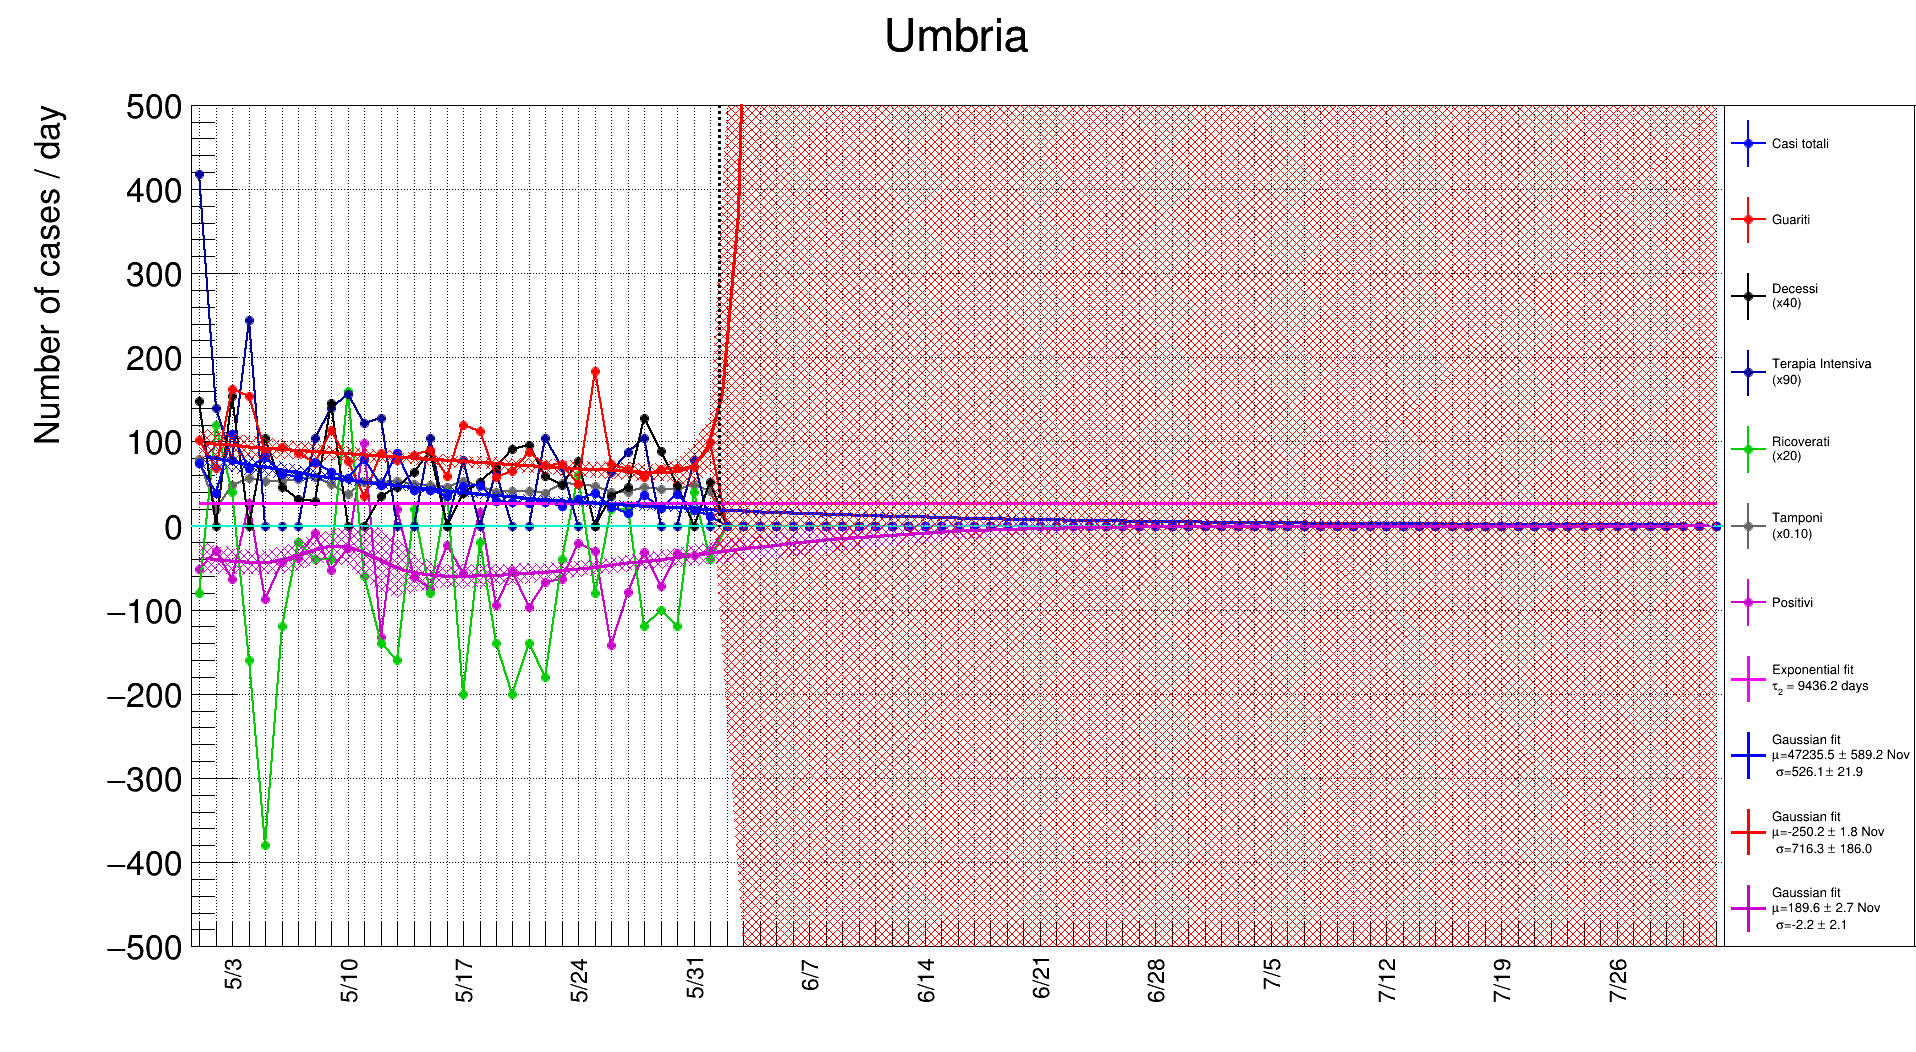 Umbria
Number of cases / day
500
400
300
200
100
0
−100
−200
−300
−400
−500
5/3
5/10
5/17
5/24
5/31
6/7
6/14
6/21
6/28
7/5
7/12
7/19
7/26
Casi totali
Guariti
Decessi
(x40)
Terapia Intensiva
(x90)
Ricoverati
(x20)
Tamponi
(x0.10)
Positivi
Exponential fit
τ2 = 9436.2 days
Gaussian fit
μ=47235.5 ± 589.2 Nov
σ=526.1± 21.9
Gaussian fit
μ=-250.2 ± 1.8 Nov
σ=716.3 ± 186.0
Gaussian fit
μ=189.6 ± 2.7 Nov
σ=-2.2 ± 2.1